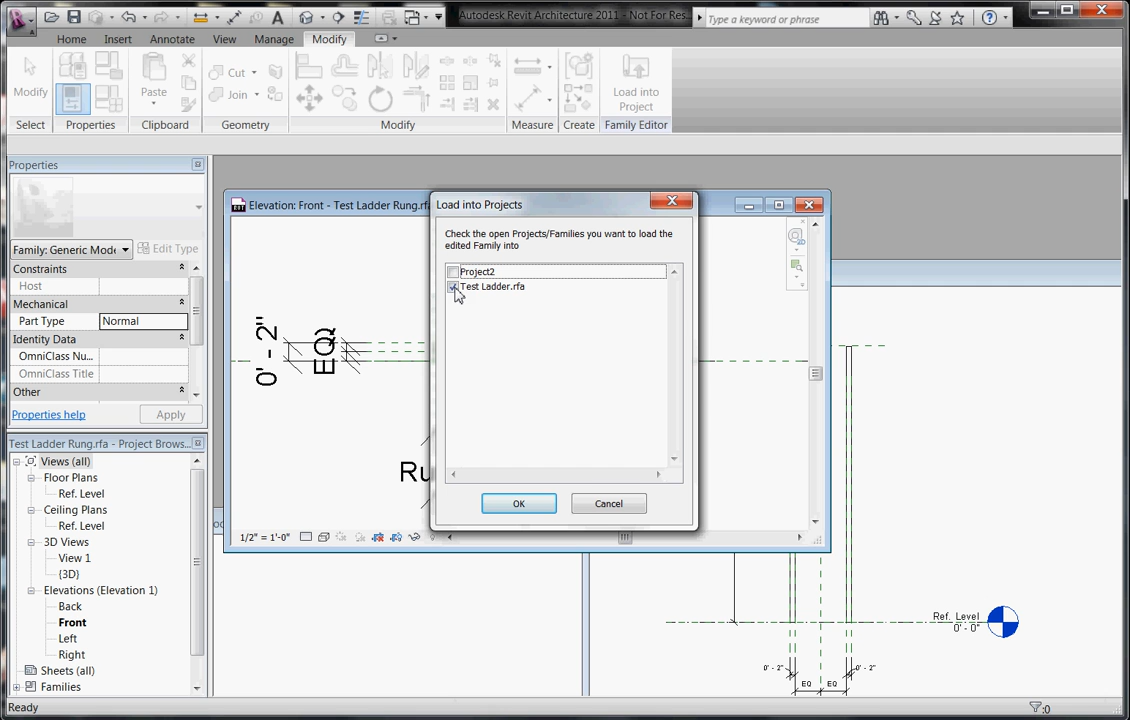 Autodesk Revit Architecture 2011 - Not For Res...
Type a keyword or phrase
Home Insert Annotate View Manage Modify
Modify
Paste
Cut
Join
Load into
Project
Select Properties Clipboard Geometry Modify Measure Create Family Editor
Properties
Family: Generic Mode
Edit Type
Constraints
Host
Mechanical
Part Type Normal
Identity Data
OmniClass Nu...
OmniClass Title
Other
Properties help
Apply
Test Ladder Rung.rfa - Project Brows...
Views (all)
Floor Plans
Ref. Level
Ceiling Plans
Ref. Level
3D Views
View 1
{3D}
Elevations (Elevation 1)
Back
Front
Left
Right
Sheets (all)
Families
Elevation: Front - Test Ladder Rung.rfa
0' - 2"
EQ
Ru
1/2" = 1'-0"
Load into Projects
Check the open Projects/Families you want to load the
edited Family into
Project2
Test Ladder.rfa
OK
Cancel
2D
Ref. Level
0' - 0"
0' - 2"
0' - 2"
EQ EQ
Ready
:0